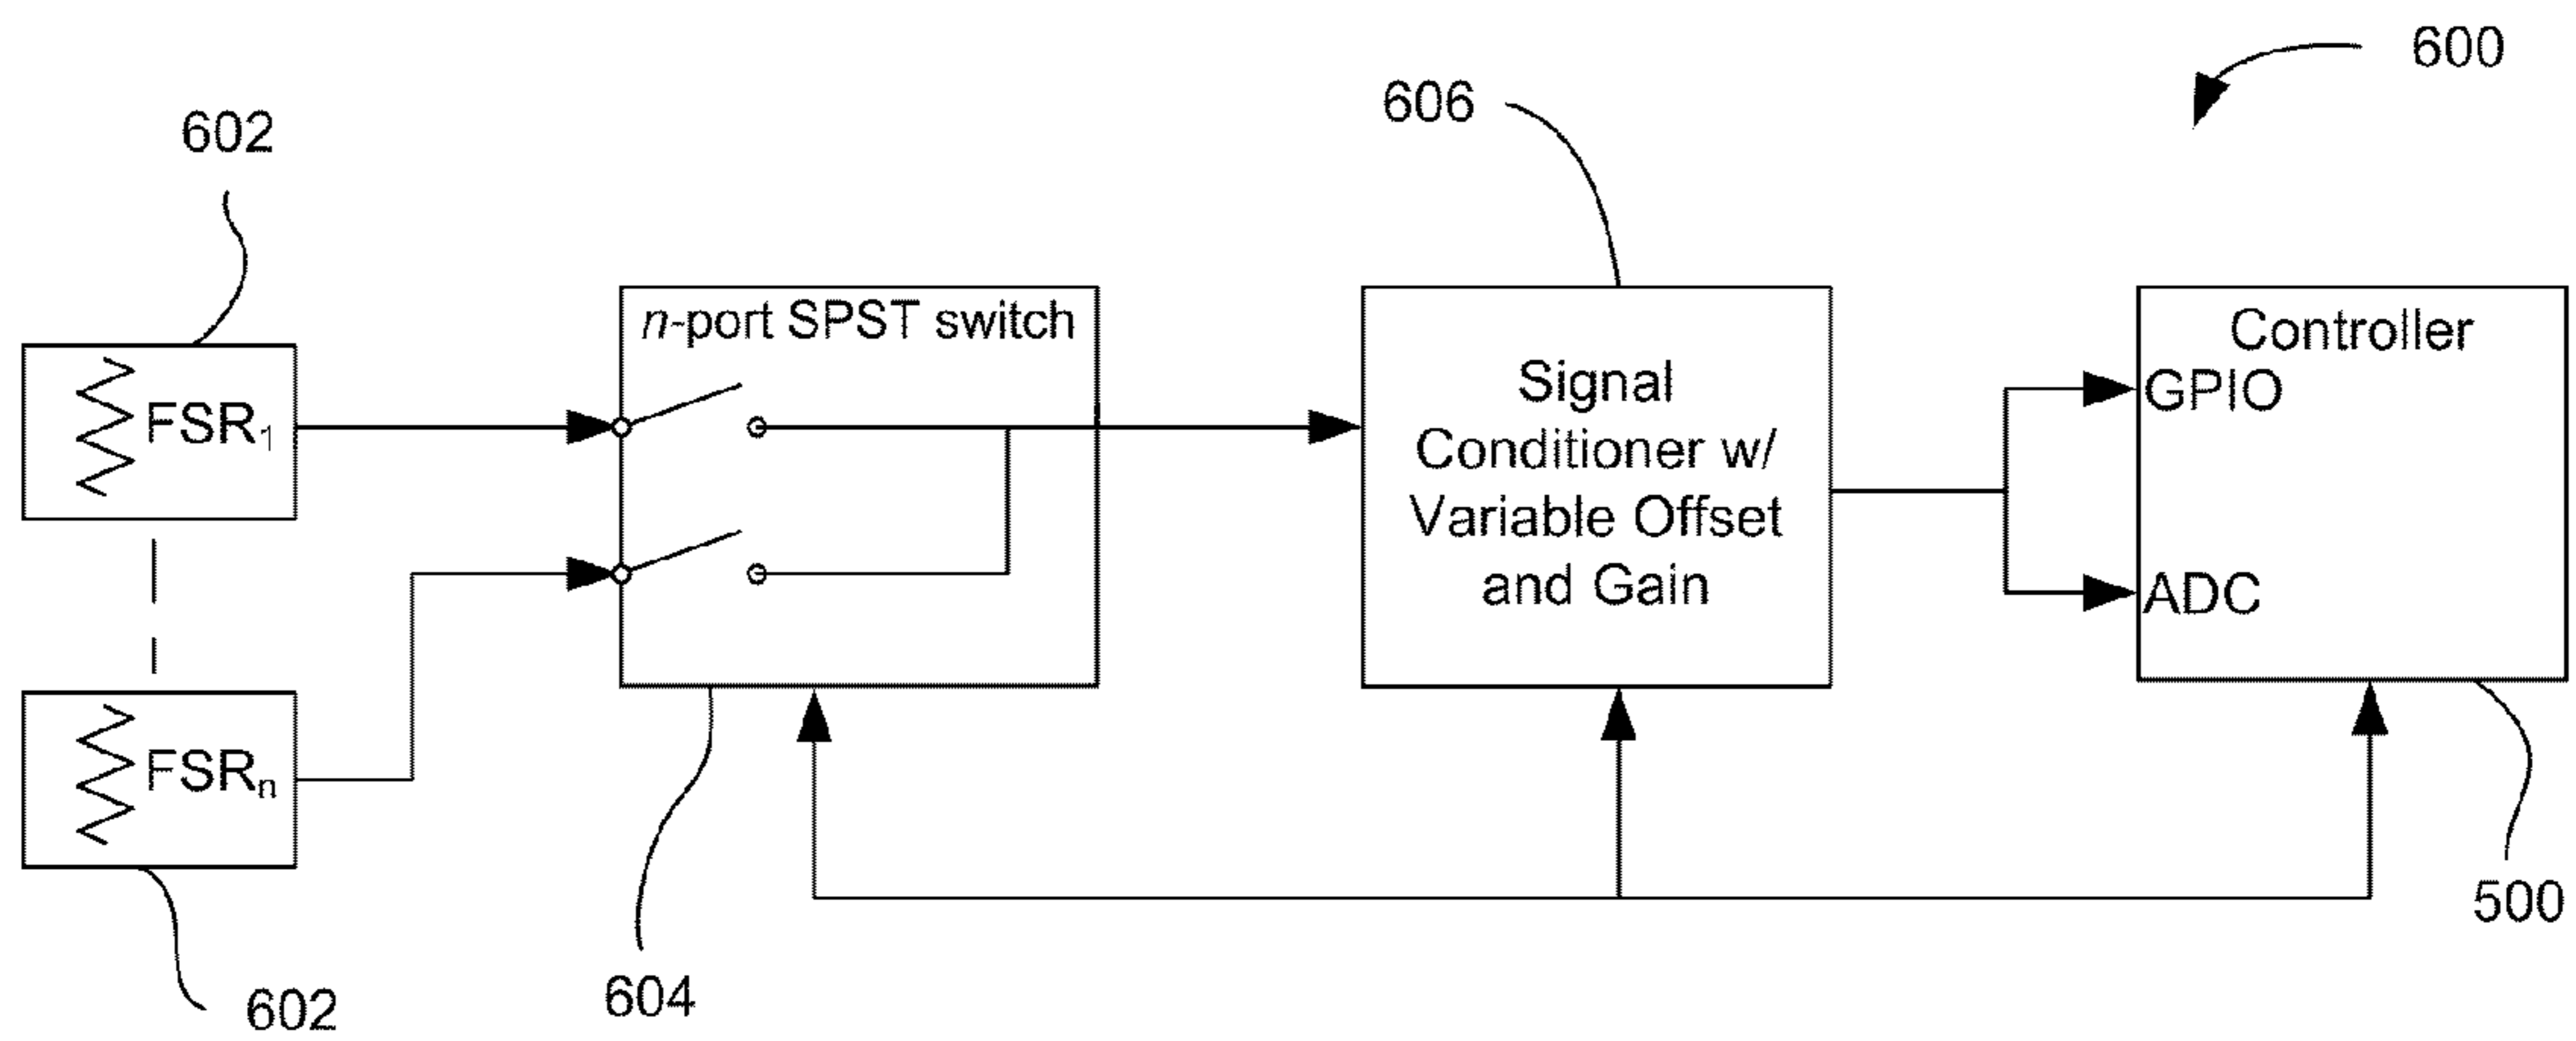 600
606
602
n-port SPST switch
Controller
GPIO
Signal
Conditioner w/
Variable Offset
and Gain
FSR1
ADC
FSRn
500
604
602